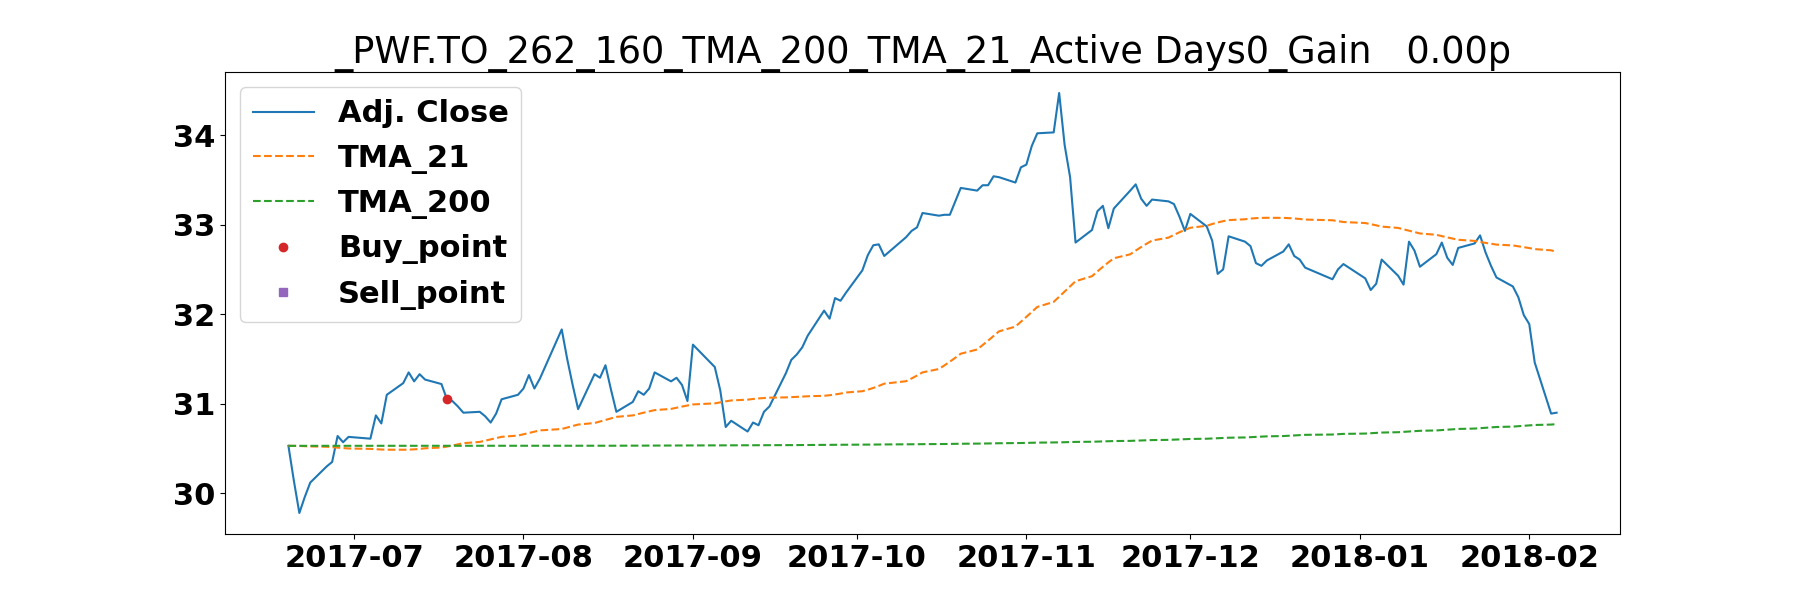 _PWF.TO_262_160_TMA_200_TMA_21_Active Days0_Gain   0.00p
Adj. Close
TMA_21
TMA_200
Buy_point
Sell_point
34
33
32
31
30
2017-07 2017-08 2017-09 2017-10 2017-11 2017-12 2018-01 2018-02